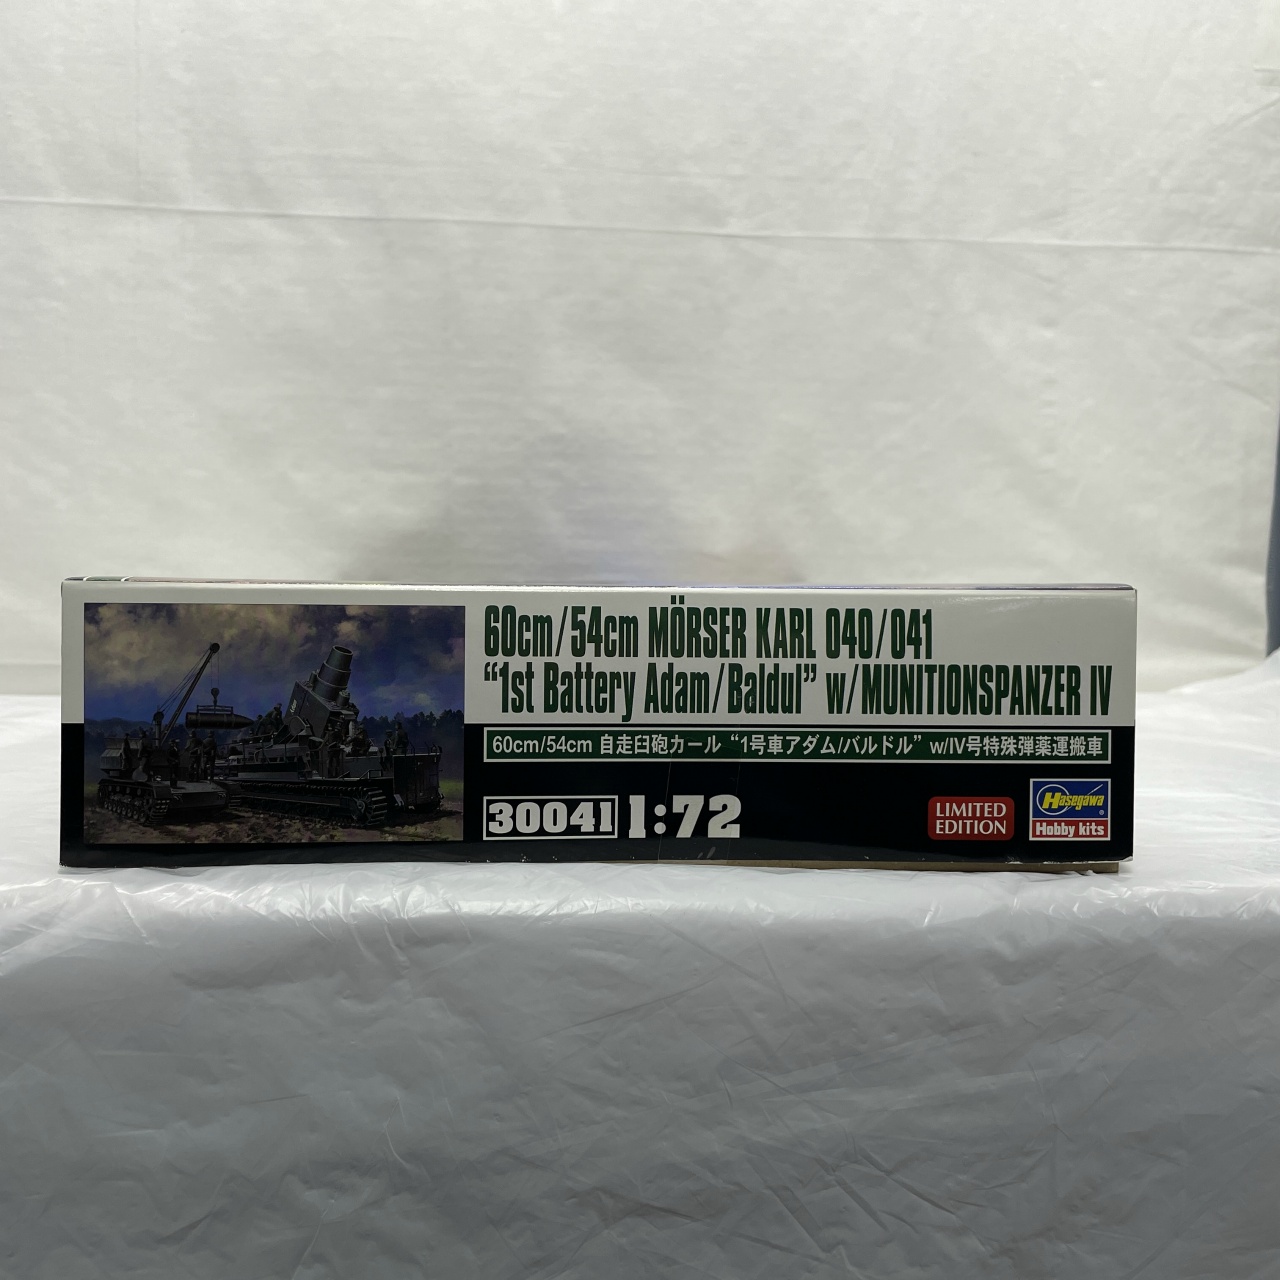 60cm/54cm MÖRSER KARL 040/041
“1st Battery Adam/Baldul” w/MUNITIONSPANZER IV
60cm/54cm 自走臼砲カール “1号車アダム/バルドル” w/IV号特殊弾薬運搬車
30041 1:72
LIMITED
EDITION
Hasegawa
Hobby kits